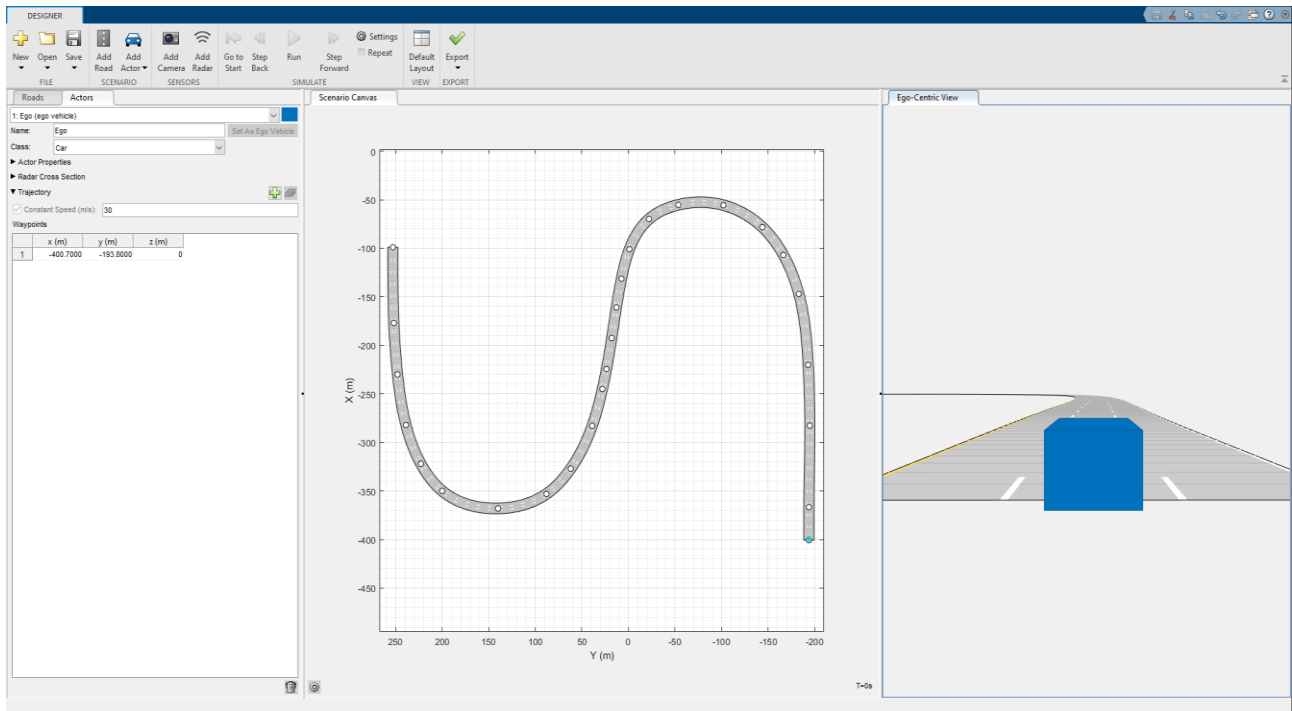 DESIGNER
New Open Save Add Road Add Actor Add Camera Add Radar Go to Start Step Back Run Step Forward Settings Repeat Default Layout Export
FILE SCENARIO SENSORS SIMULATE VIEW EXPORT
Roads Actors
1: Ego (ego vehicle)
Name: Ego Set As Ego Vehicle
Class: Car
Actor Properties
Radar Cross Section
Trajectory
Constant Speed (m/s): 30
Waypoints
x (m) y (m) z (m)
1 -400.7000 -193.8000 0
Scenario Canvas
0
-50
-100
-150
-200
-250
-300
-350
-400
-450
X (m)
250 200 150 100 50 0 -50 -100 -150 -200
Y (m)
T=0s
Ego-Centric View